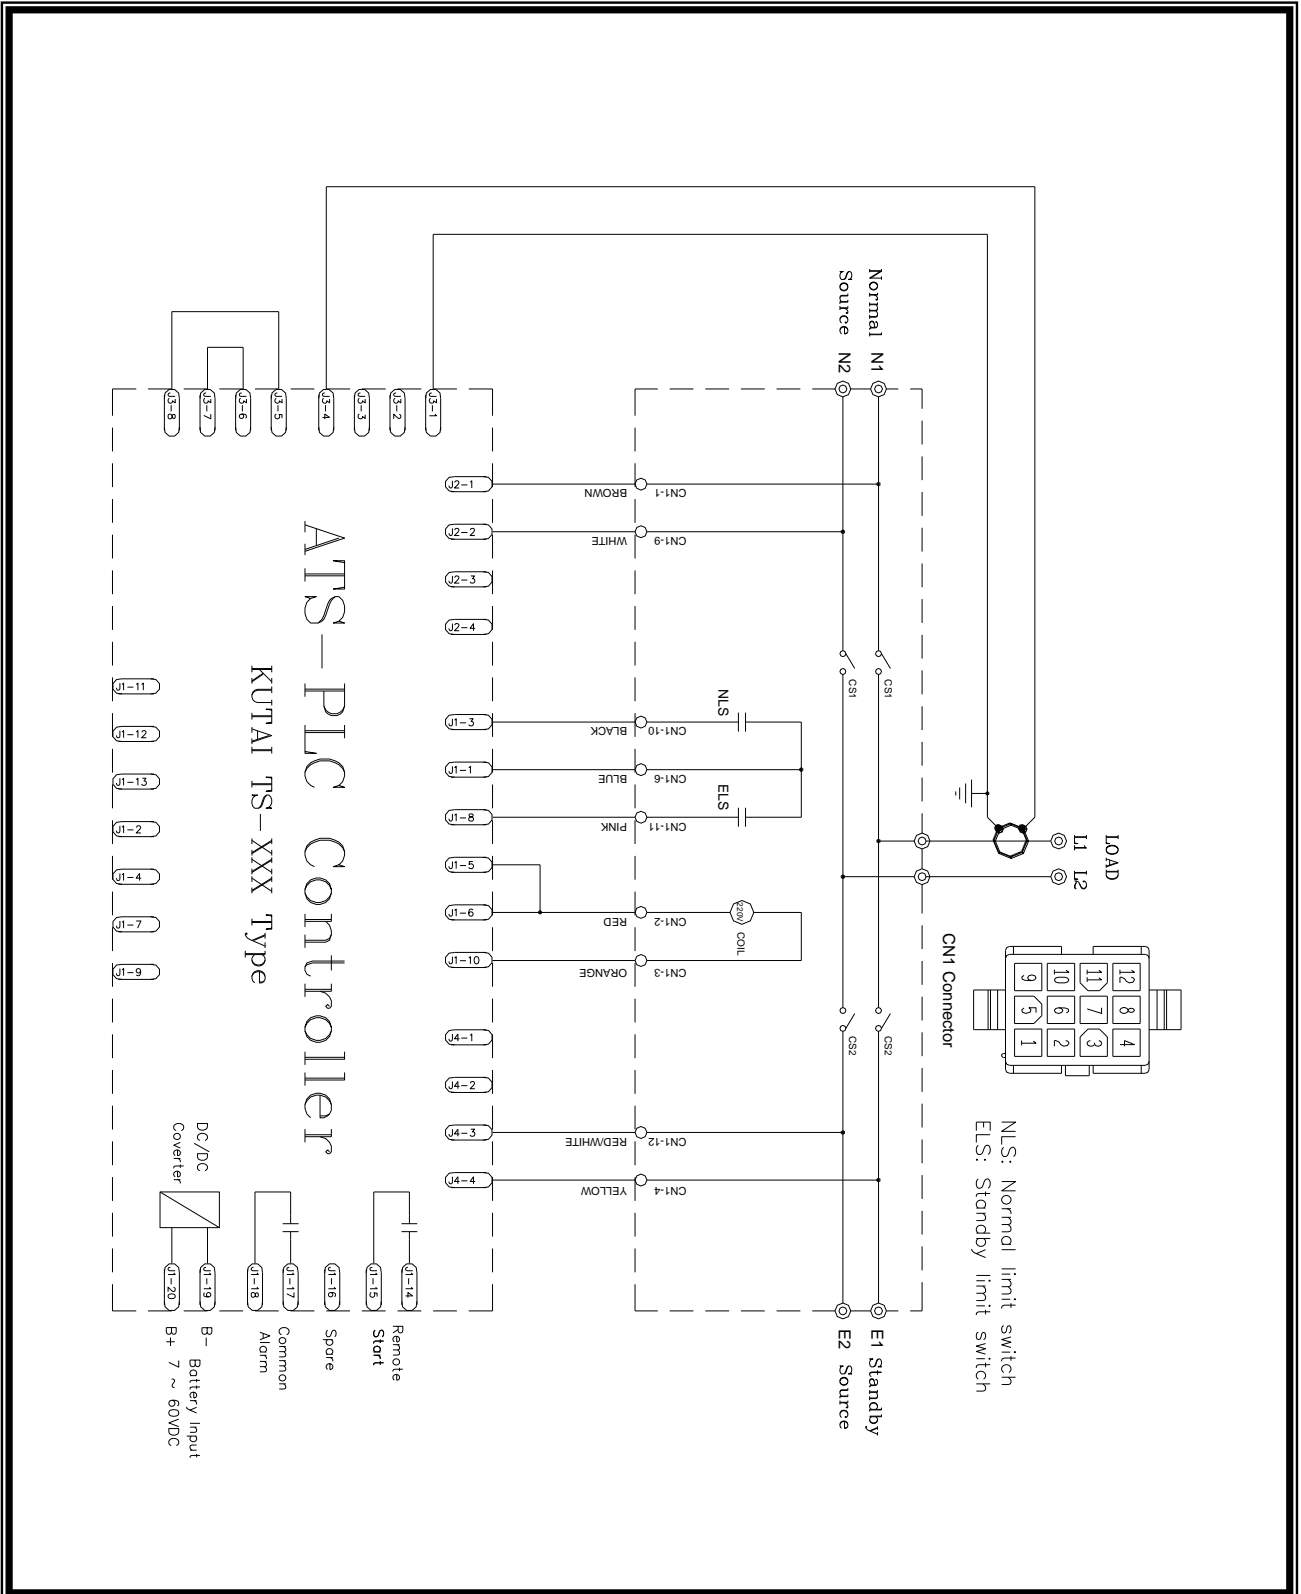 Normal N1
Source N2
LOAD
L1
L2
CN1 Connector
9
10
11
12
5
6
7
8
1
2
3
4
NLS: Normal limit switch
ELS: Standby limit switch
CS1
CS1
CS2
CS2
E1 Standby
E2 Source
NLS
ELS
220V
COIL
CN1-1
BROWN
CN1-9
WHITE
CN1-10
BLACK
CN1-6
BLUE
CN1-11
PINK
CN1-2
RED
CN1-3
ORANGE
CN1-12
RED/WHITE
CN1-4
YELLOW
J3-8
J3-7
J3-6
J3-5
J3-4
J3-3
J3-2
J3-1
J2-1
J2-2
J2-3
J2-4
J1-3
J1-1
J1-8
J1-5
J1-6
J1-10
J4-1
J4-2
J4-3
J4-4
ATS-PLC Controller
KUTAI TS-XXX Type
J1-11
J1-12
J1-13
J1-2
J1-4
J1-7
J1-9
DC/DC
Coverter
J1-14
J1-15
J1-16
J1-17
J1-18
J1-19
J1-20
Remote
Start
Spare
Common
Alarm
B- Battery Input
B+ 7 ~ 60VDC